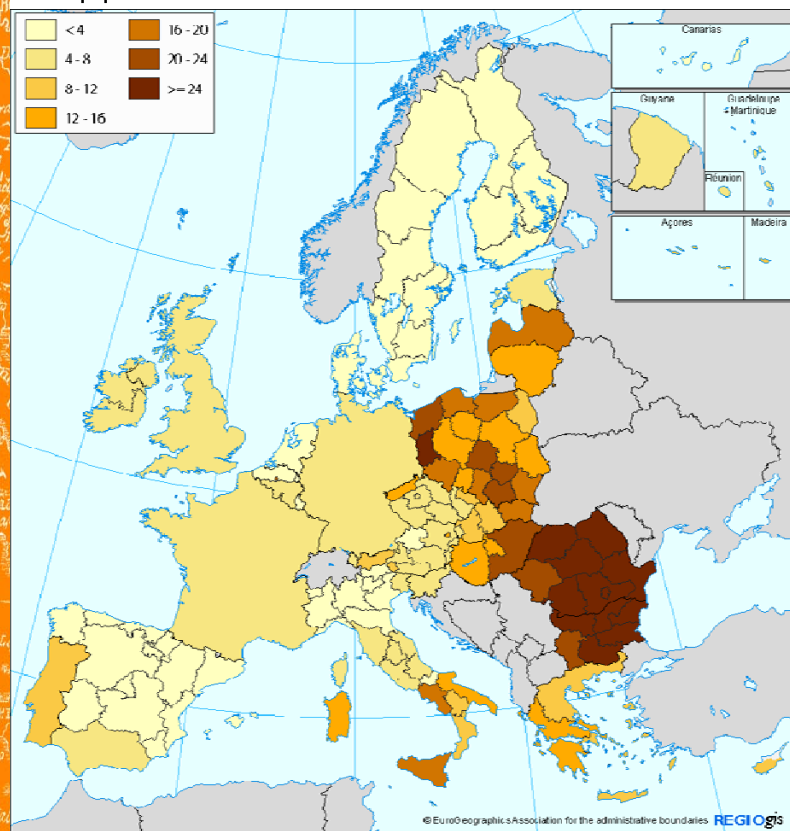 <4
4 - 8
8 - 12
12 - 16
16 - 20
20 - 24
>= 24
Canarias
Guyane
Guadeloupe
Martinique
Réunion
Açores
Madeira
© EuroGeographics Association for the administrative boundaries
REGIOgis